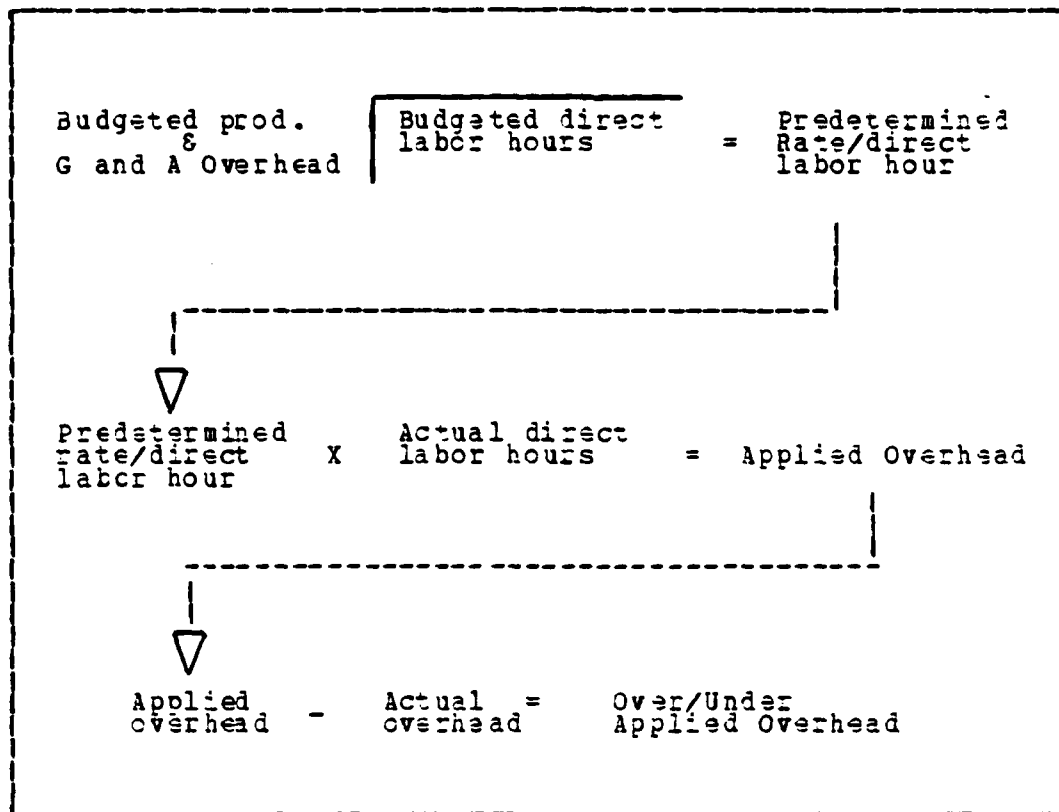 Budgeted prod.
&
G and A Overhead
Budgeted direct
labor hours
=
Predetermined
Rate/direct
labor hour
Predetermined
rate/direct
labor hour
X
Actual direct
labor hours
=
Applied Overhead
Applied
overhead
-
Actual
overhead
=
Over/Under
Applied Overhead